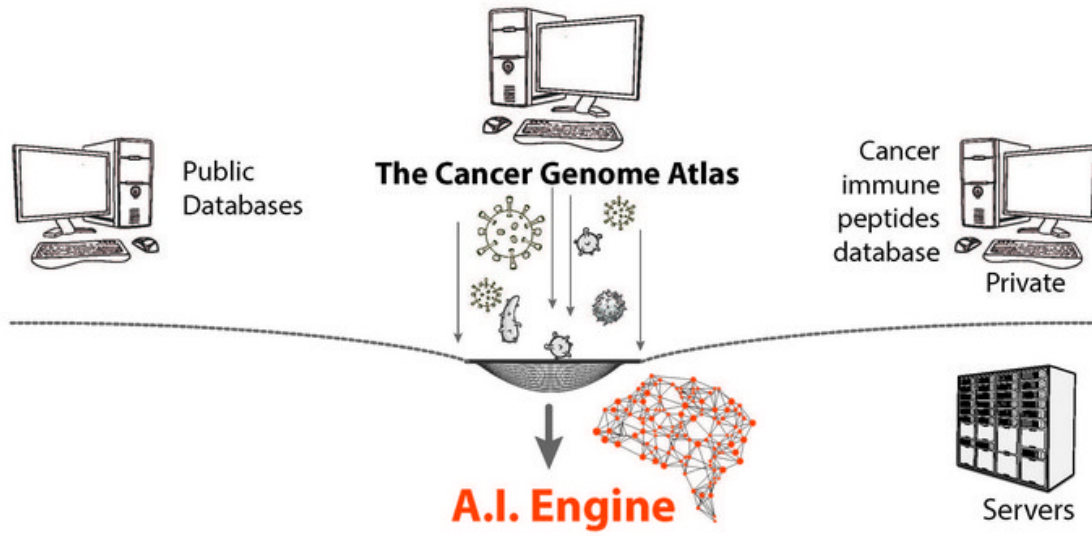 The Cancer Genome Atlas
Public
Databases
Cancer
immune
peptides
database
Private
A.I. Engine
Servers